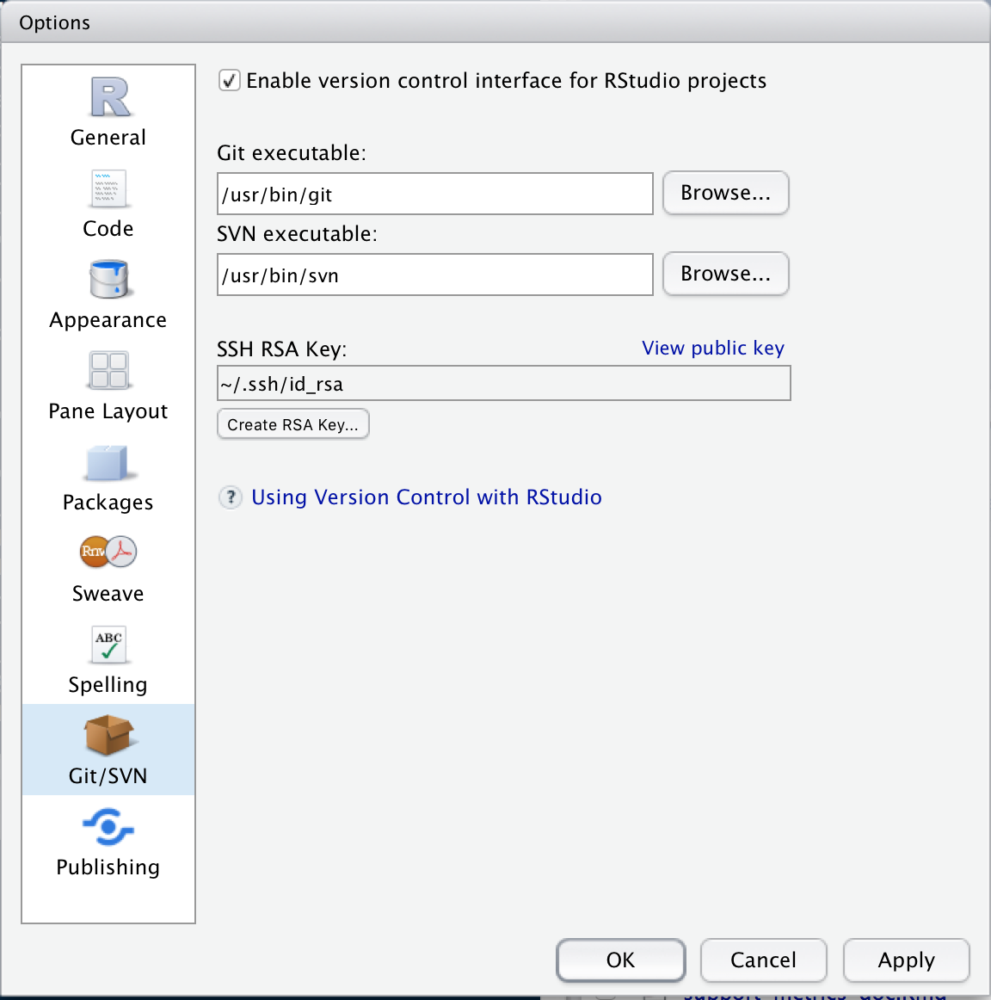 Options
General
Code
Appearance
Pane Layout
Packages
Rnw
Sweave
ABC
Spelling
Git/SVN
Publishing
Enable version control interface for RStudio projects
Git executable:
/usr/bin/git
Browse...
SVN executable:
/usr/bin/svn
Browse...
SSH RSA Key:
View public key
~/.ssh/id_rsa
Create RSA Key...
? Using Version Control with RStudio
OK
Cancel
Apply